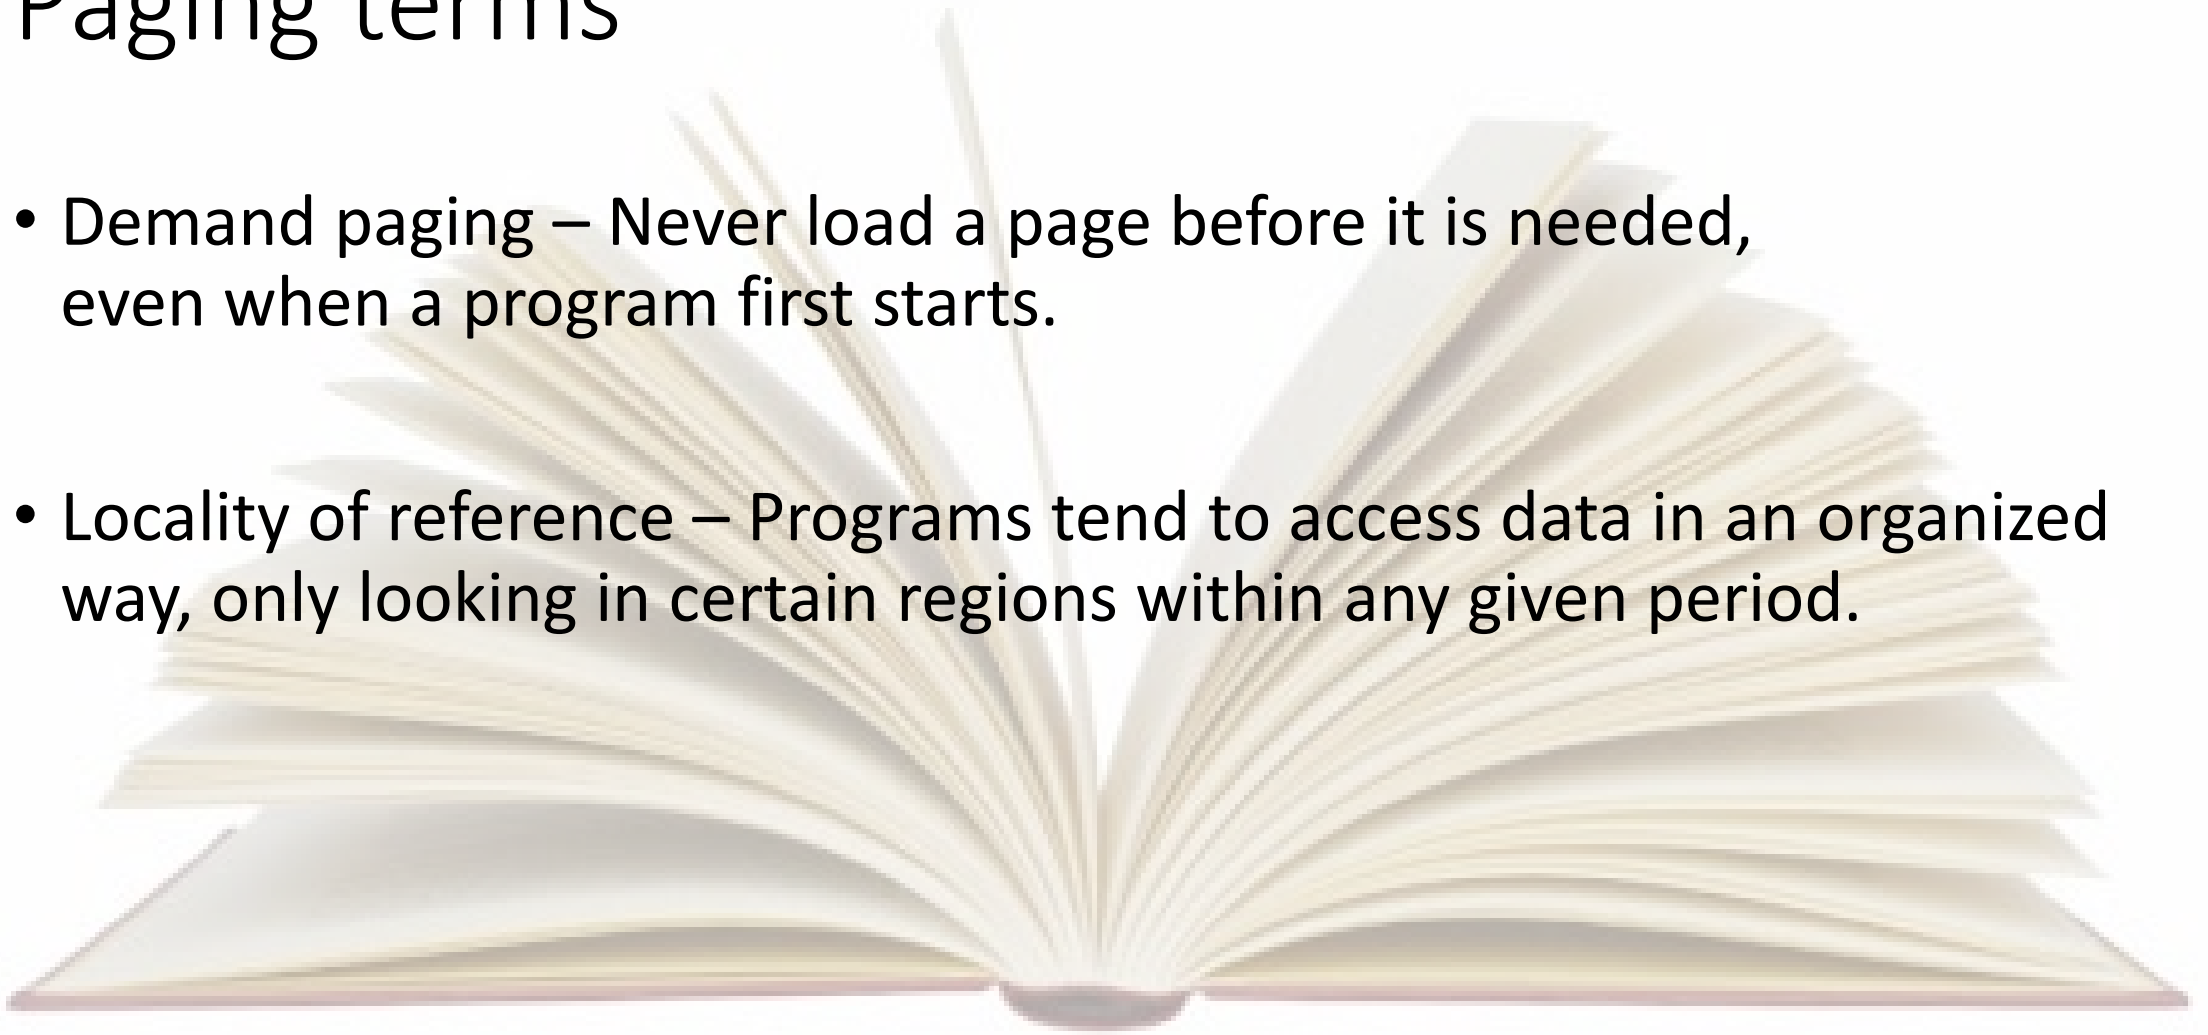 Paging terms
• Demand paging – Never load a page before it is needed,
even when a program first starts.
• Locality of reference – Programs tend to access data in an organized
way, only looking in certain regions within any given period.